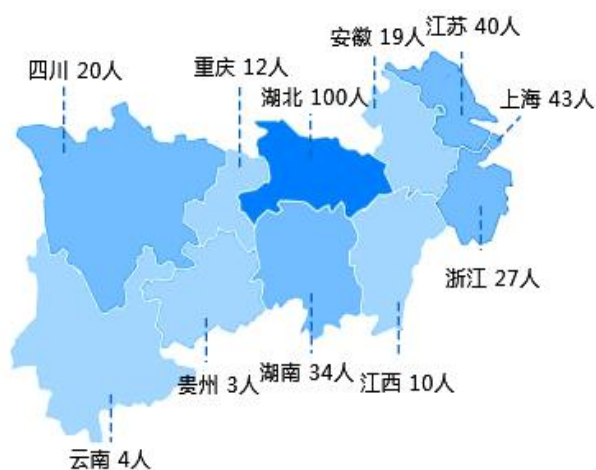 安徽 19人
江苏 40人
四川 20人
重庆 12人
湖北 100人
上海 43人
浙江 27人
贵州 3人
湖南 34人
江西 10人
云南 4人